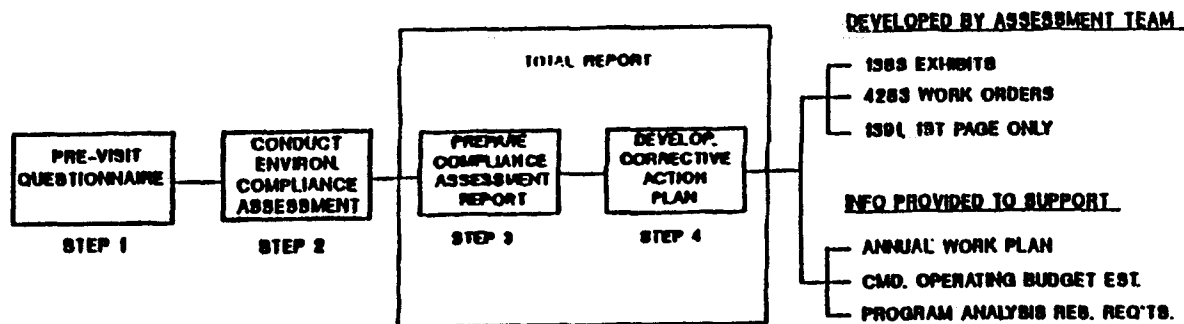 DEVELOPED BY ASSESSMENT TEAM
1383 EXHIBITS
4283 WORK ORDERS
1391, 1ST PAGE ONLY
TOTAL REPORT
PRE-VISIT
QUESTIONNAIRE
STEP 1
CONDUCT
ENVIRON.
COMPLIANCE
ASSESSMENT
STEP 2
PREPARE
COMPLIANCE
ASSESSMENT
REPORT
STEP 3
DEVELOP.
CORRECTIVE
ACTION
PLAN
STEP 4
INFO PROVIDED TO SUPPORT
ANNUAL WORK PLAN
CMD. OPERATING BUDGET EST.
PROGRAM ANALYSIS RES. REQ'TS.